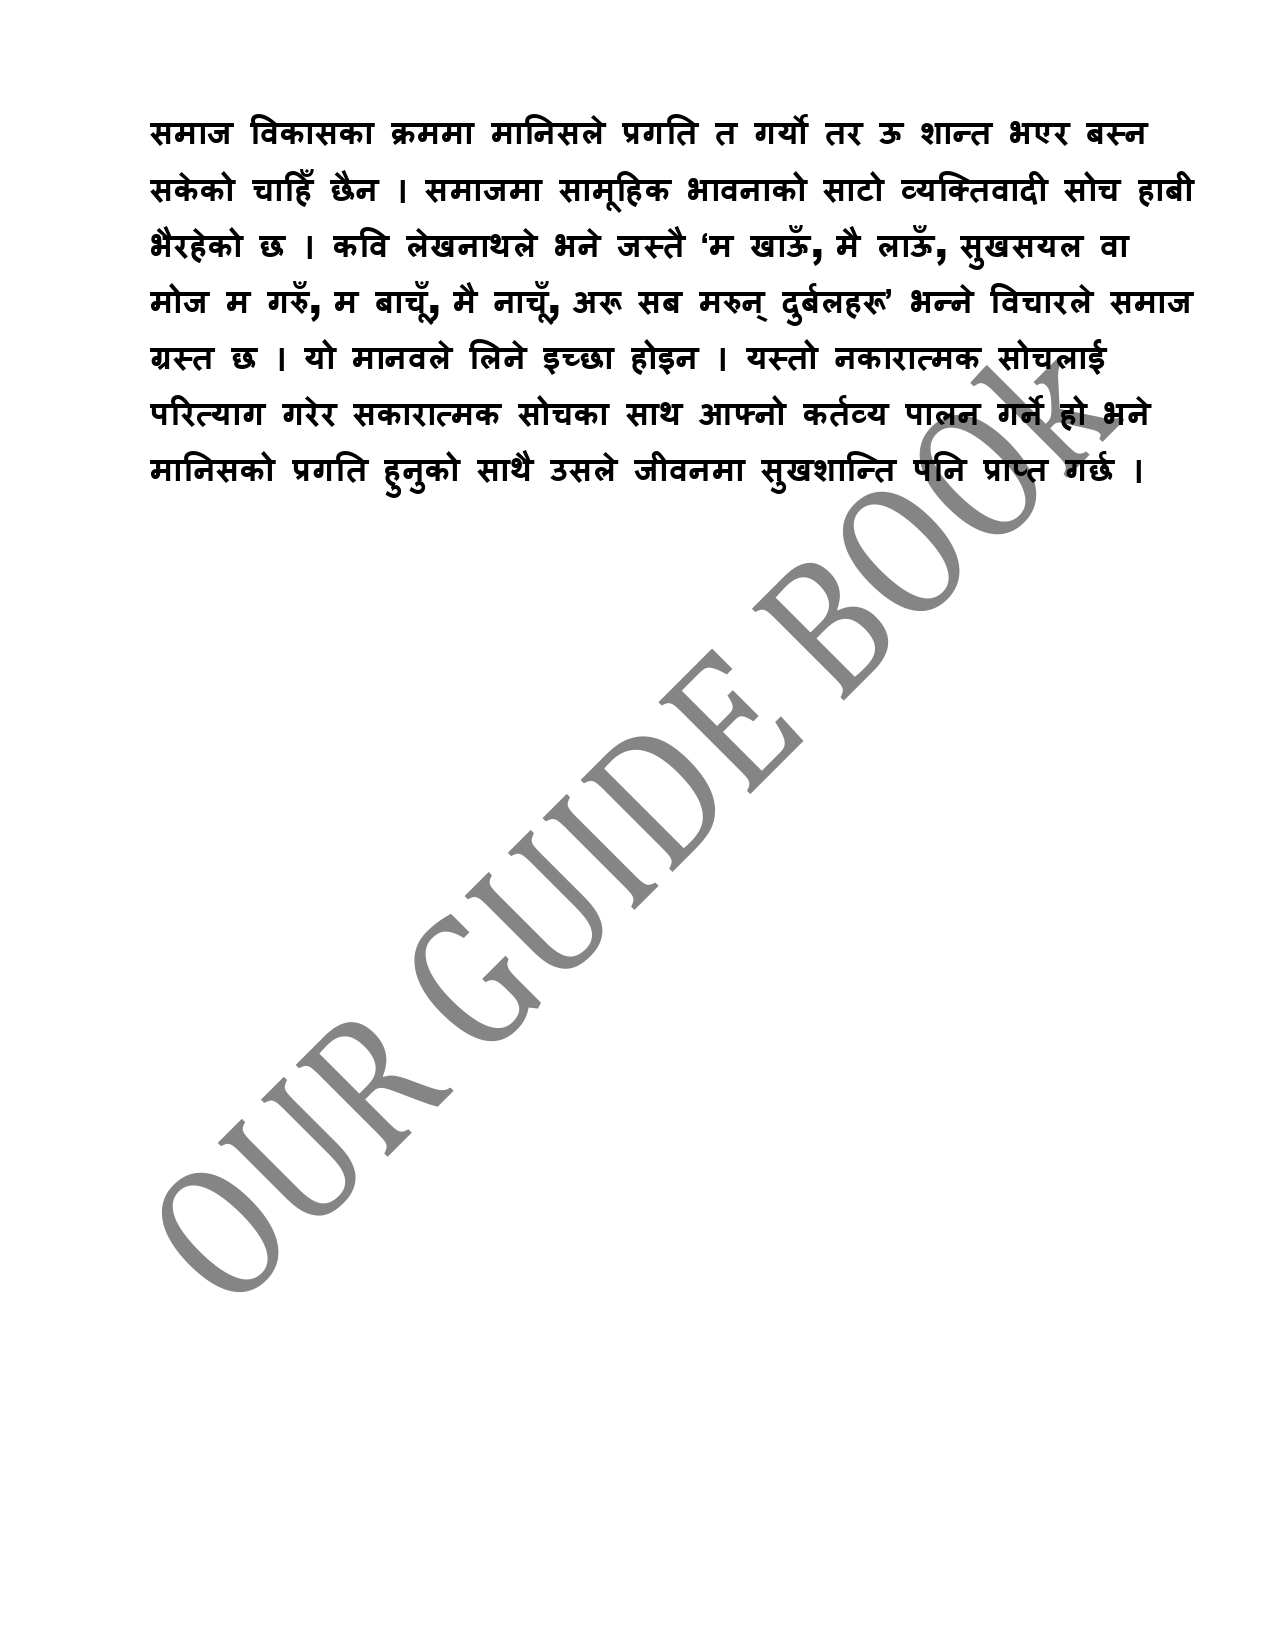 समाज विकासका क्रममा मानिसले प्रगति त गर्यो तर ऊ शान्त भएर बस्न
सकेको चाहिँ छैन । समाजमा सामूहिक भावनाको साटो व्यक्तिवादी सोच हाबी
भैरहेको छ । कवि लेखनाथले भने जस्तै ‘म खाऊँ, मै लाऊँ, सुखसयल वा
मोज म गरुँ, म बाचूँ, मै नाचूँ, अरू सब मरुन् दुर्बलहरू’ भन्ने विचारले समाज
ग्रस्त छ । यो मानवले लिने इच्छा होइन । यस्तो नकारात्मक सोचलाई
परित्याग गरेर सकारात्मक सोचका साथ आफ्नो कर्तव्य पालन गर्ने हो भने
मानिसको प्रगति हुनुको साथै उसले जीवनमा सुखशान्ति पनि प्राप्त गर्छ ।
OUR GUIDE BOOk